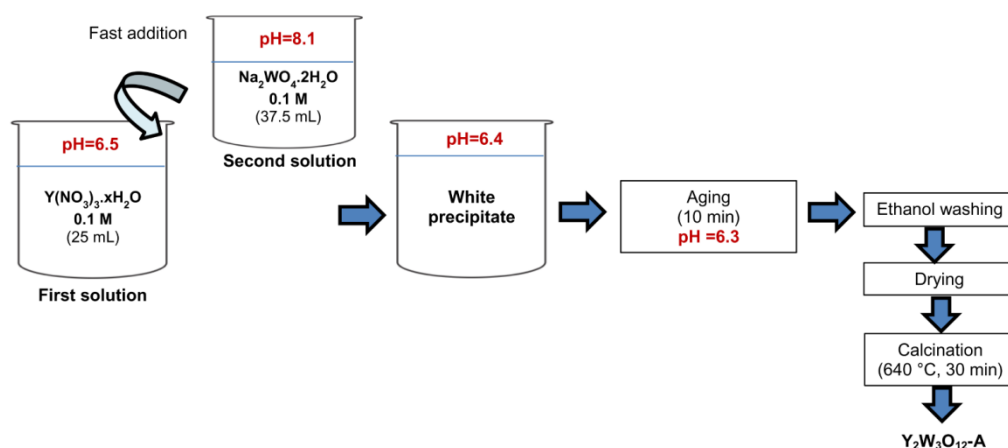 Fast addition
pH=8.1
Na₂WO₄.2H₂O
0.1 M
(37.5 mL)
Second solution
pH=6.5
Y(NO₃)₃.xH₂O
0.1 M
(25 mL)
First solution
pH=6.4
White
precipitate
Aging
(10 min)
pH =6.3
Ethanol washing
Drying
Calcination
(640 °C, 30 min)
Y₂W₃O₁₂-A